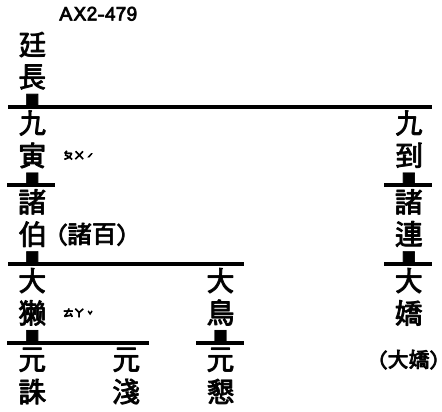 AX2-479
廷長
九寅 ㄆㄨˊ
九到
諸伯 (諸百)
諸連
大獺 ㄊㄚˇ
大鳥
大嬌
(大嬌)
元誅
元淺
元懇